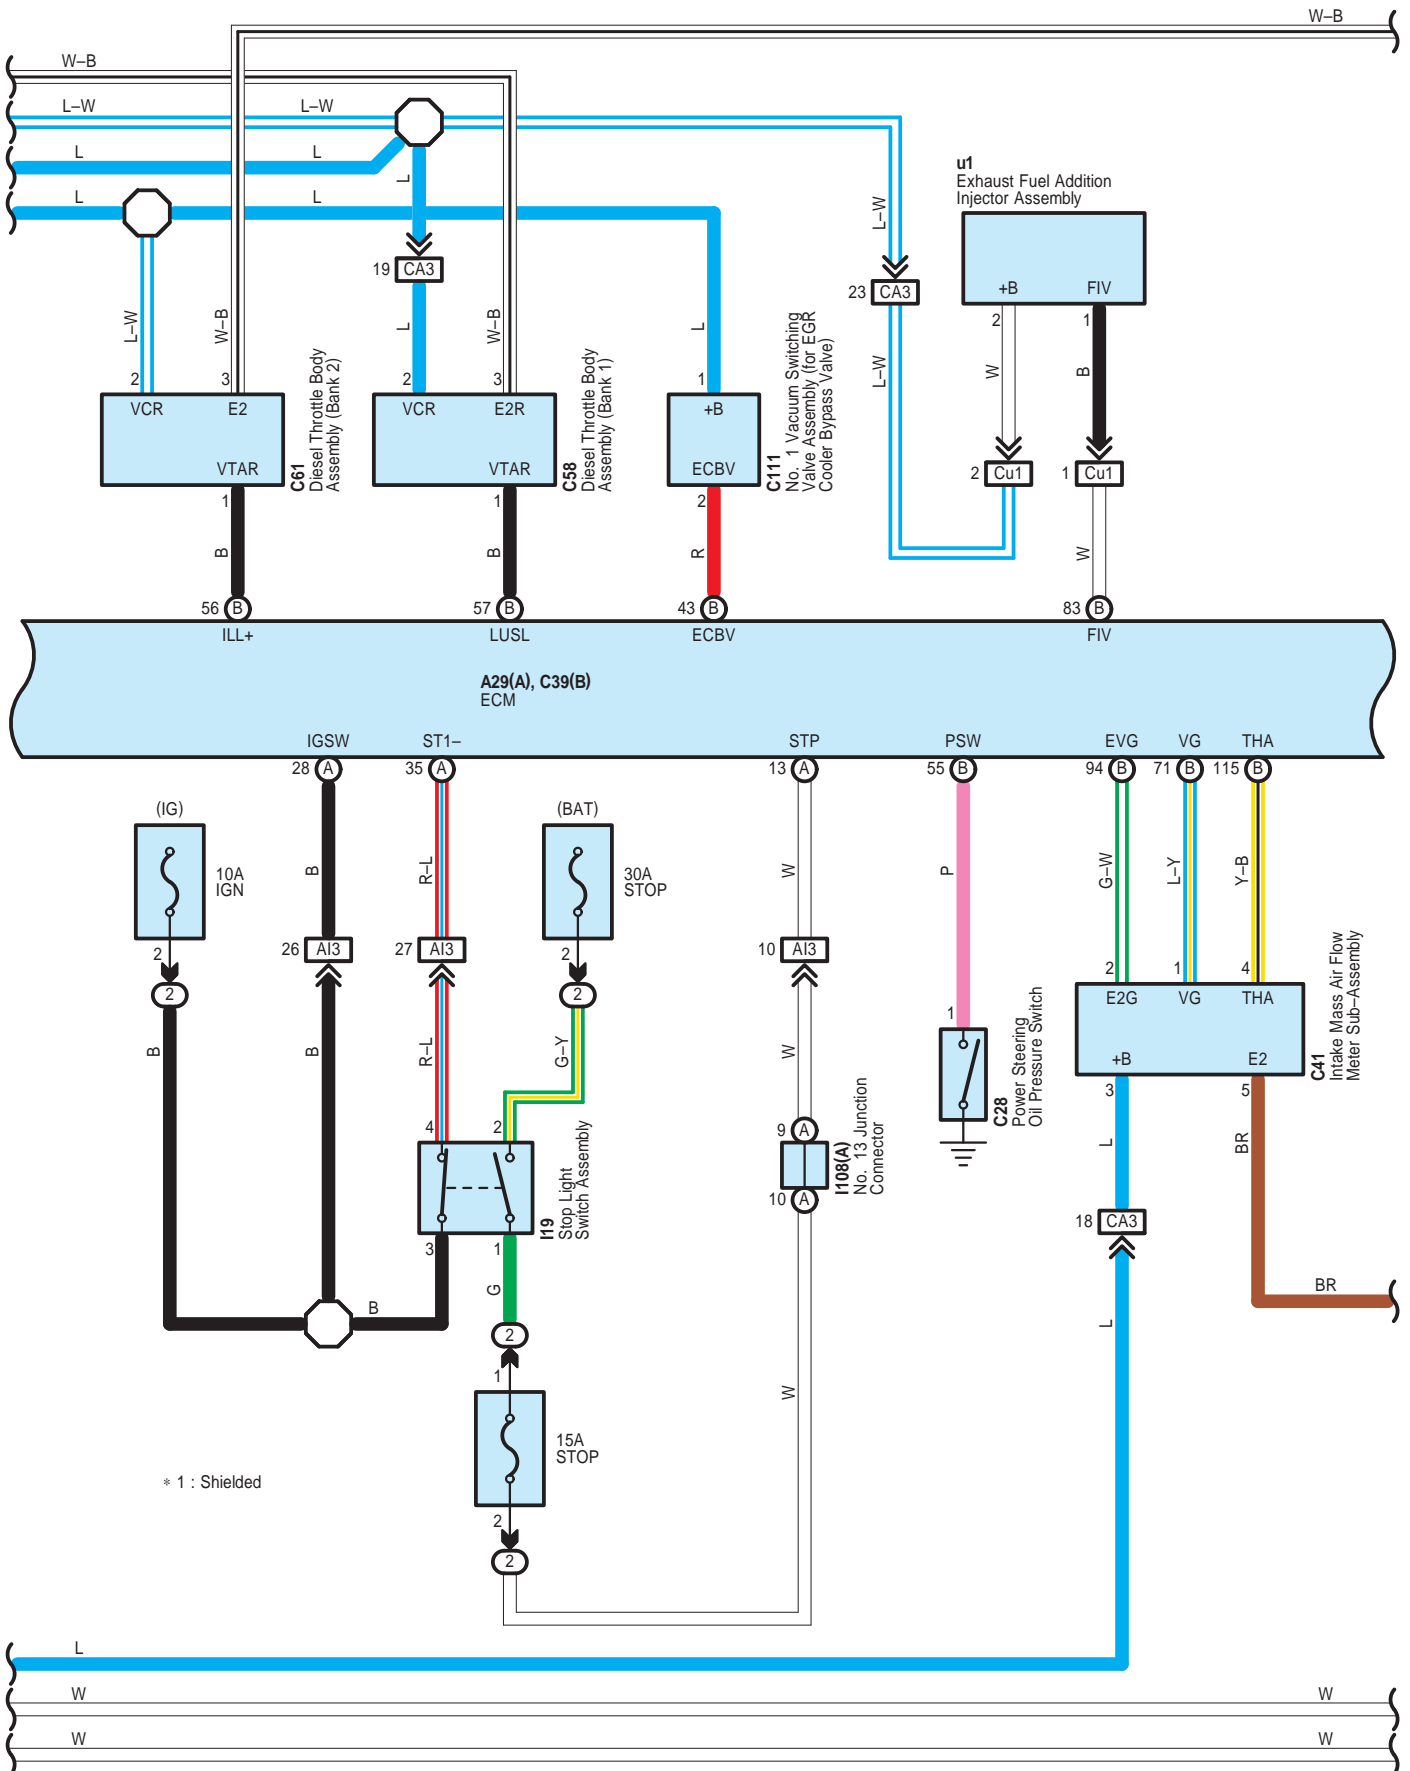 W–B
W–B
L–W L–W
L L
L L
L
19 CA3
L–W
23 CA3
u1
Exhaust Fuel Addition
Injector Assembly
+B FIV
2 1
L–W W–B L W–B L L–W W B
2 3 2 3 1
VCR E2 VCR E2R +B
VTAR VTAR ECBV
C61
Diesel Throttle Body
Assembly (Bank 2)
C58
Diesel Throttle Body
Assembly (Bank 1)
C111
No. 1 Vacuum Switching
Valve Assembly (for EGR
Cooler Bypass Valve)
2 Cu1 1 Cu1
1 1 2
B B R W
56 B 57 B 43 B 83 B
ILL+ LUSL ECBV FIV
A29(A), C39(B)
ECM
IGSW ST1– STP PSW EVG VG THA
28 A 35 A 13 A 55 B 94 B 71 B 115 B
(IG) (BAT)
10A
IGN
30A
STOP
B R–L W P G–W L–Y Y–B
2 26 AI3 27 AI3 2 10 AI3
2 2
B B R–L G–Y W
2 1 4
E2G VG THA
+B E2
C41
Intake Mass Air Flow
Meter Sub–Assembly
1
C28
Power Steering
Oil Pressure Switch
3 5
4 2
I19
Stop Light
Switch Assembly
3 1
9 A
I108(A)
No. 13 Junction
Connector
10 A
L BR
18 CA3
B G
BR
2
1
L
W
15A
STOP
* 1 : Shielded
2
2
L
W W
W W